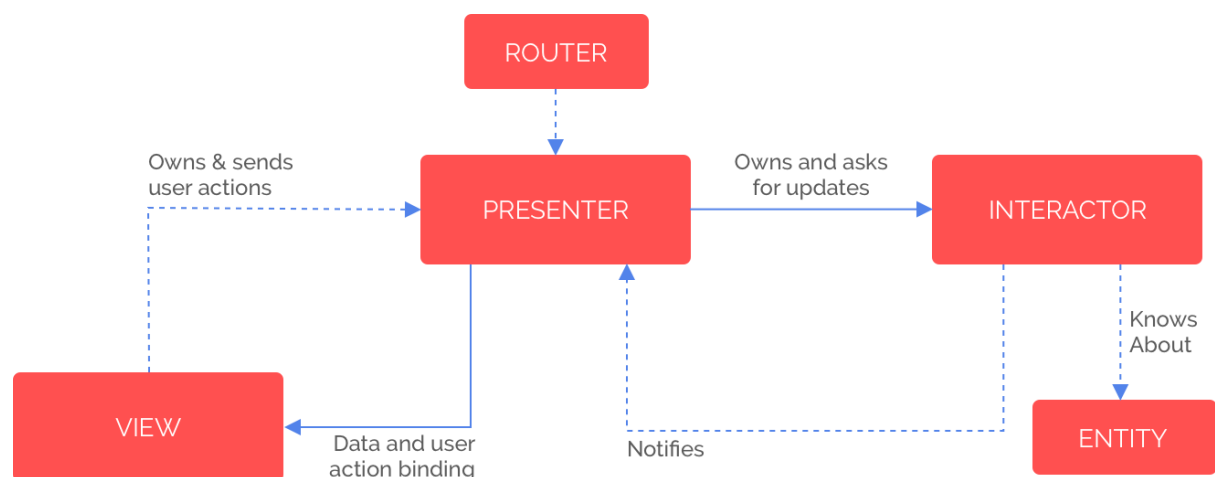 ROUTER
Owns & sends
user actions
PRESENTER
Owns and asks
for updates
INTERACTOR
Knows
About
VIEW
Data and user
action binding
Notifies
ENTITY